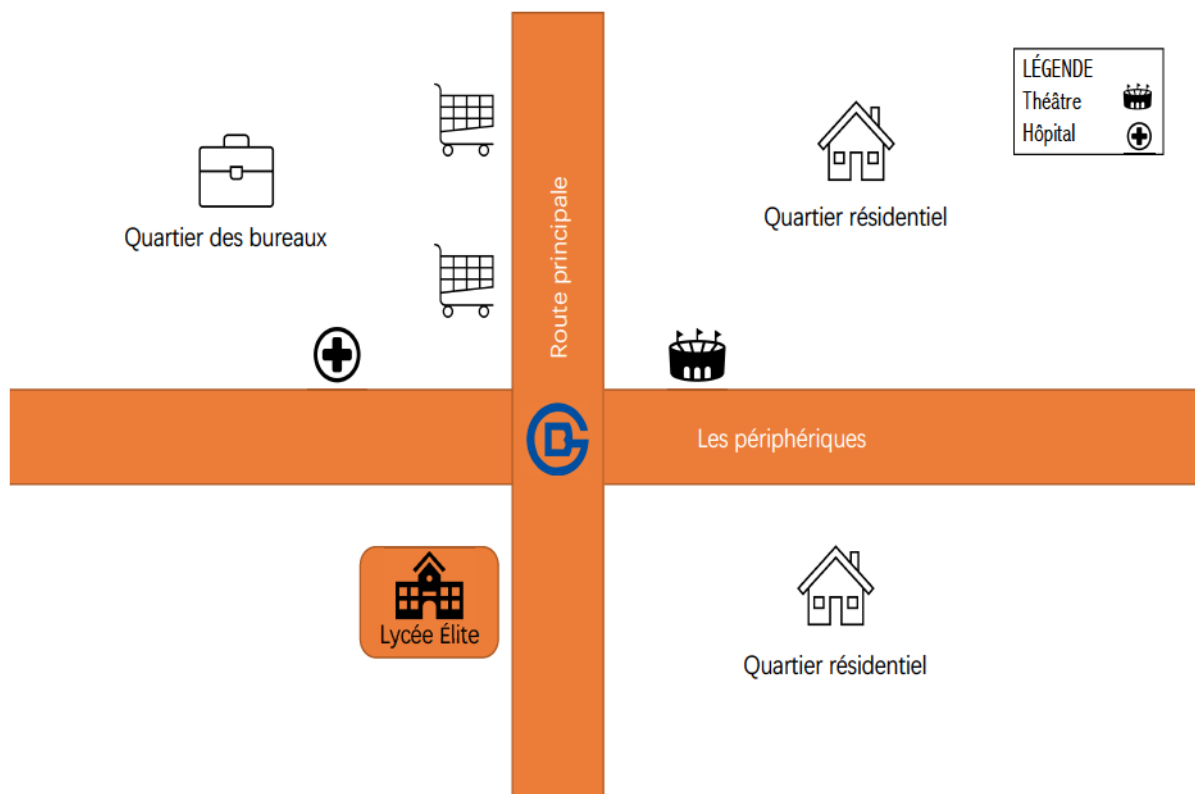 LÉGENDE
Théâtre
Hôpital
Quartier des bureaux
Quartier résidentiel
Route principale
Les périphériques
Lycée Élite
Quartier résidentiel